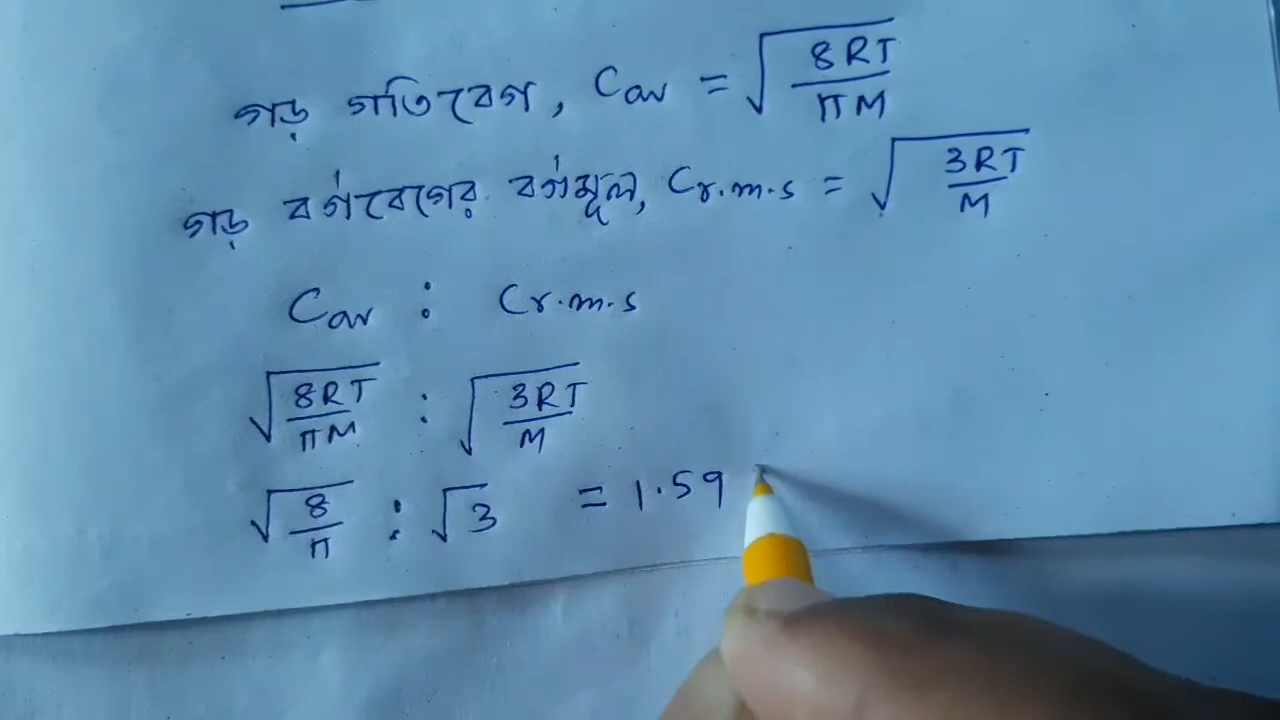 গড় গতিবেগ, Cav = √(8RT/πM)
গড় বর্গবেগের বর্গমূল, Cr.m.s = √(3RT/M)
Cav : Cr.m.s
√(8RT/πM) : √(3RT/M)
√(8/π) : √3 = 1.59